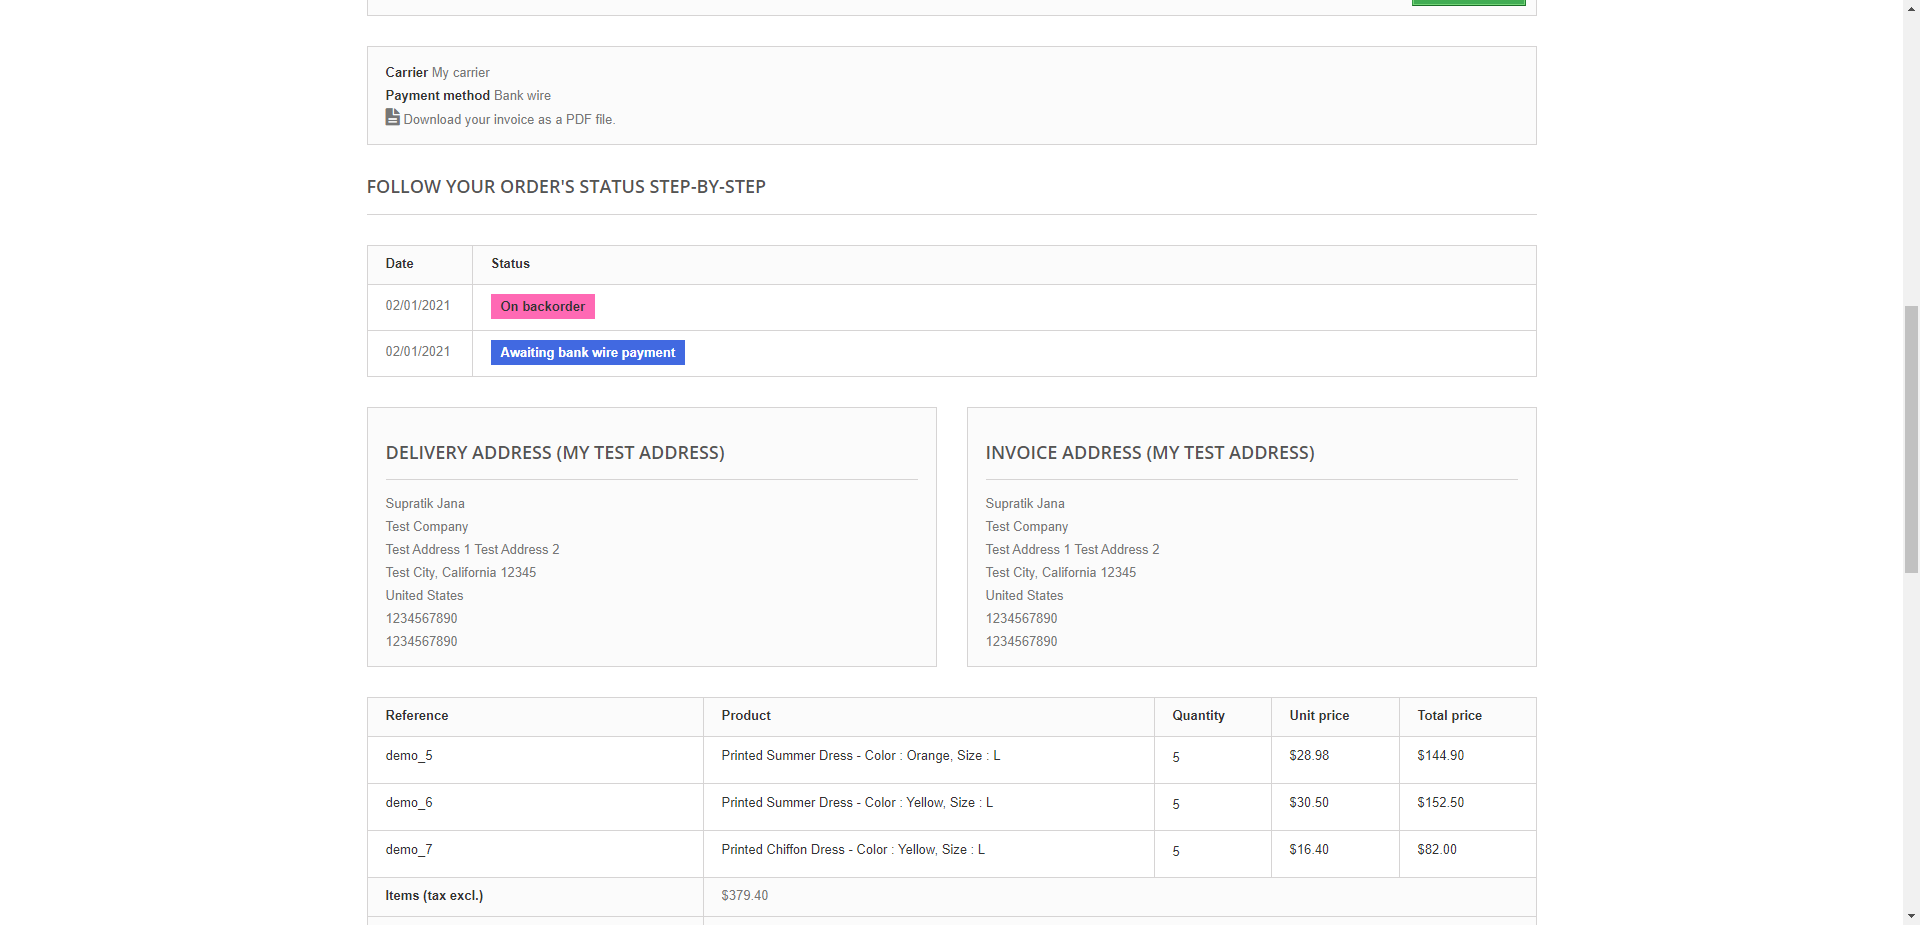 Carrier My carrier
Payment method Bank wire
Download your invoice as a PDF file.
FOLLOW YOUR ORDER'S STATUS STEP-BY-STEP
Date Status
02/01/2021 On backorder
02/01/2021 Awaiting bank wire payment
DELIVERY ADDRESS (MY TEST ADDRESS)
Supratik Jana
Test Company
Test Address 1 Test Address 2
Test City, California 12345
United States
1234567890
1234567890
INVOICE ADDRESS (MY TEST ADDRESS)
Supratik Jana
Test Company
Test Address 1 Test Address 2
Test City, California 12345
United States
1234567890
1234567890
Reference Product Quantity Unit price Total price
demo_5 Printed Summer Dress - Color : Orange, Size : L 5 $28.98 $144.90
demo_6 Printed Summer Dress - Color : Yellow, Size : L 5 $30.50 $152.50
demo_7 Printed Chiffon Dress - Color : Yellow, Size : L 5 $16.40 $82.00
Items (tax excl.) $379.40